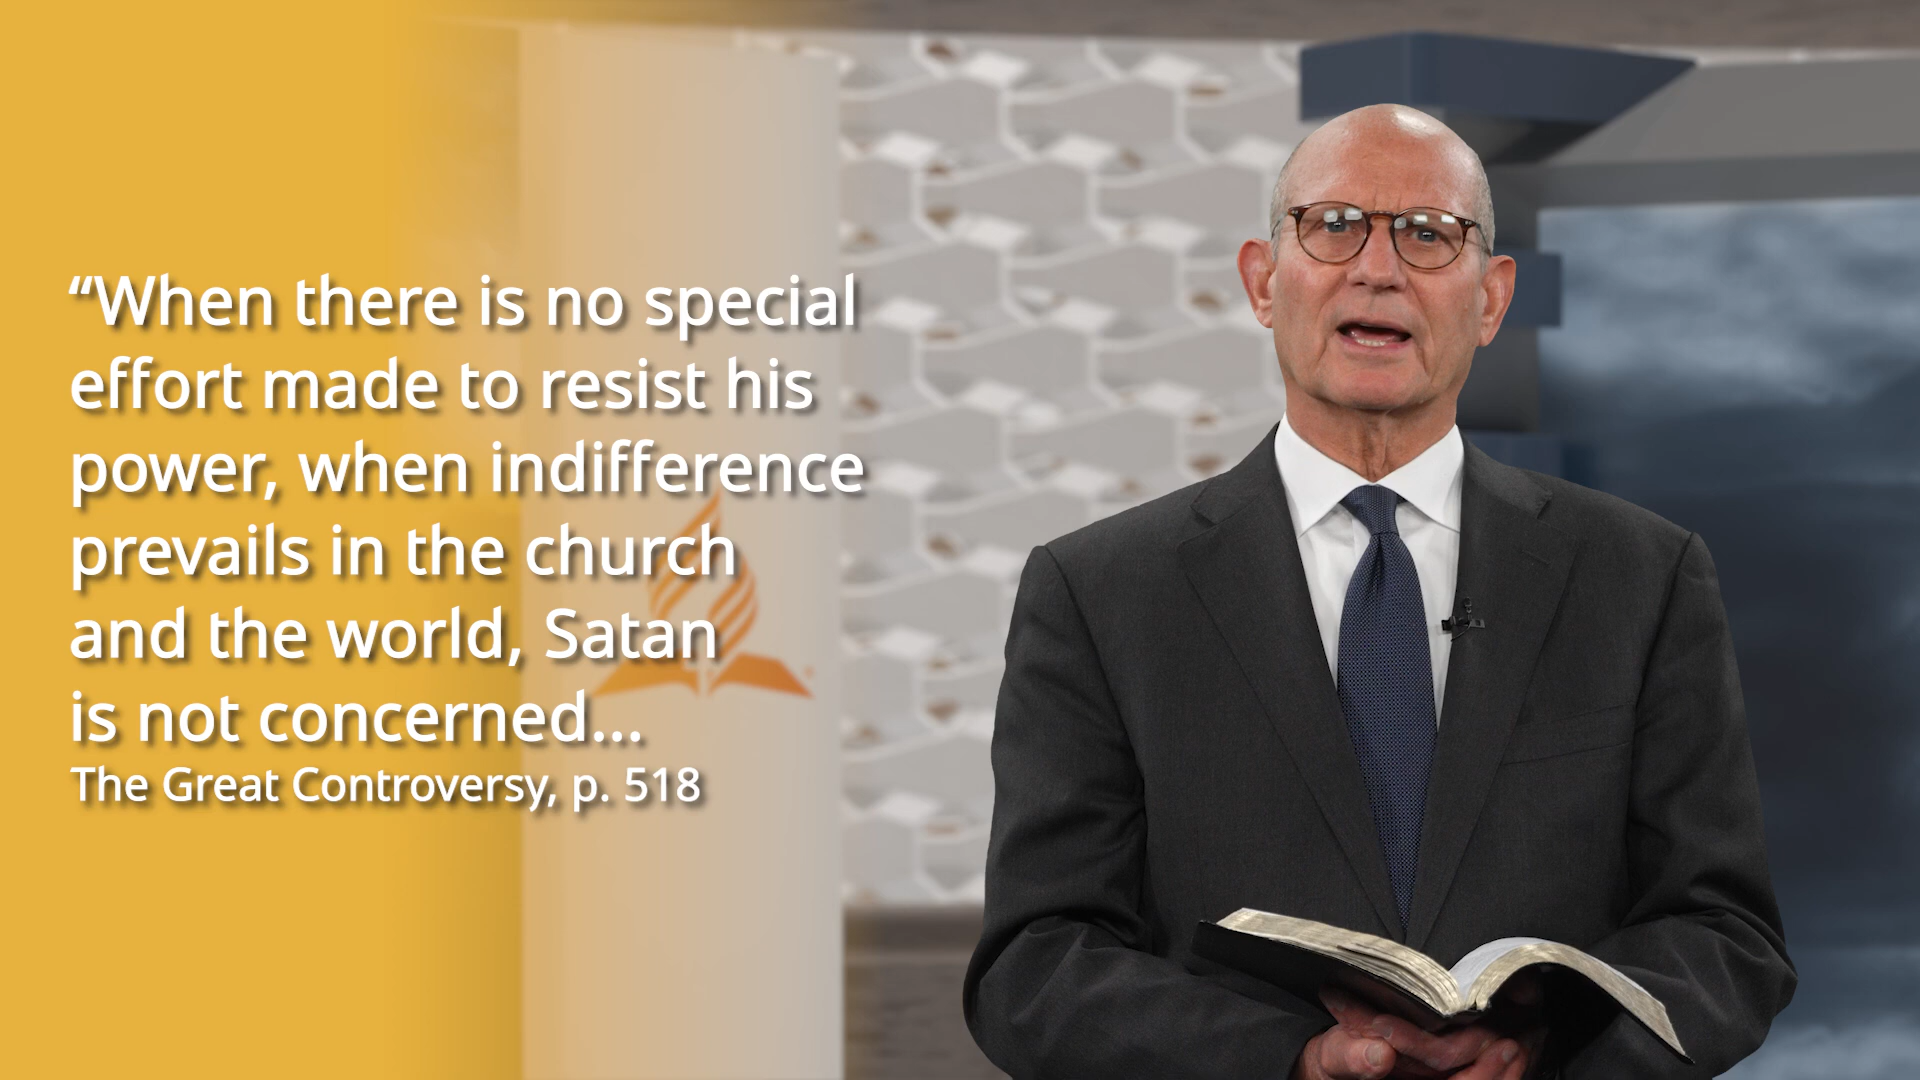 “When there is no special
effort made to resist his
power, when indifference
prevails in the church
and the world, Satan
is not concerned...
The Great Controversy, p. 518